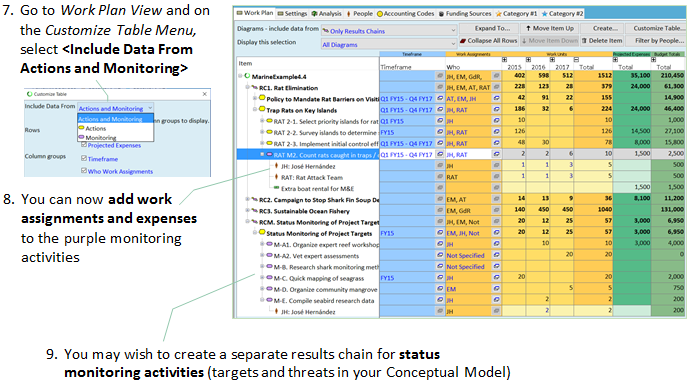 7. Go to Work Plan View and on
the Customize Table Menu,
select <Include Data From
Actions and Monitoring>
Customize Table
Include Data From
Actions and Monitoring
Actions and Monitoring
Actions
Monitoring
n groups to display.
Rows
Projected Expenses
Column groups
Timeframe
Who Work Assignments
8. You can now add work
assignments and expenses
to the purple monitoring
activities
Work Plan Settings Analysis People Accounting Codes Funding Sources Category #1 Category #2
Diagrams - include data from Only Results Chains Expand To... Move Item Up Create... Customize Table...
Display this selection All Diagrams Collapse All Rows Move Item Down Delete Item Filter by People...
Timeframe Work Assignments Work Units Projected Expenses Budget Totals
Item Timeframe Who 2015 2016 2017 Total Total Total
MarineExample4.4 JH, EM, GdR, 402 598 512 1512 35,100 210,450
RC1. Rat Elimination JH, EM, AT, RAT 228 123 28 379 24,000 61,300
Policy to Mandate Rat Barriers on Visiti Q1 FY15 - Q4 FY17 AT, EM, JH 42 91 22 155 14,900
Trap Rats on Key Islands Q1 FY15 - Q4 FY17 JH, RAT 186 32 6 224 24,000 46,400
RAT 2-1. Select priority islands for rat Q1 FY15 JH 10 10 1,000
RAT 2-2. Survey islands to determine FY15 JH, RAT 126 126 14,500 27,100
RAT 2-3. Implement initial control eff Q1 FY15 - Q4 FY17 JH, RAT 48 30 78 8,000 15,800
RAT M2. Count rats caught in traps / Q1 FY15 - Q4 FY17 JH, RAT 2 2 6 10 1,500 2,500
JH: José Hernández JH 1 1 3 5 500
RAT: Rat Attack Team RAT 1 1 3 5 500
Extra boat rental for M&E 1,500 1,500
RC2. Campaign to Stop Shark Fin Soup De EM, AT 14 13 9 36 8,100 11,200
RC3. Sustainable Ocean Fishery EM, GdR 140 450 450 1040 131,000
RCM. Status Monitoring of Project Target JH, EM, Not 20 12 25 57 3,000 6,950
Status Monitoring of Project Targets FY15 EM, JH, Not 20 12 25 57 3,000 6,950
M-A1. Organize expert reef workshop JH 10 10 3,000 4,000
M-A2. Vet expert assessments Not Specified 20 20 0
M-B. Research shark monitoring meth Not Specified
M-C. Quick mapping of seagrass FY15 JH 20 20 2,000
M-D. Organize community mangrove EM 5 5 750
M-E. Compile seabird research data JH 2 2 200
JH: José Hernández JH 2 2 200
9. You may wish to create a separate results chain for status
monitoring activities (targets and threats in your Conceptual Model)